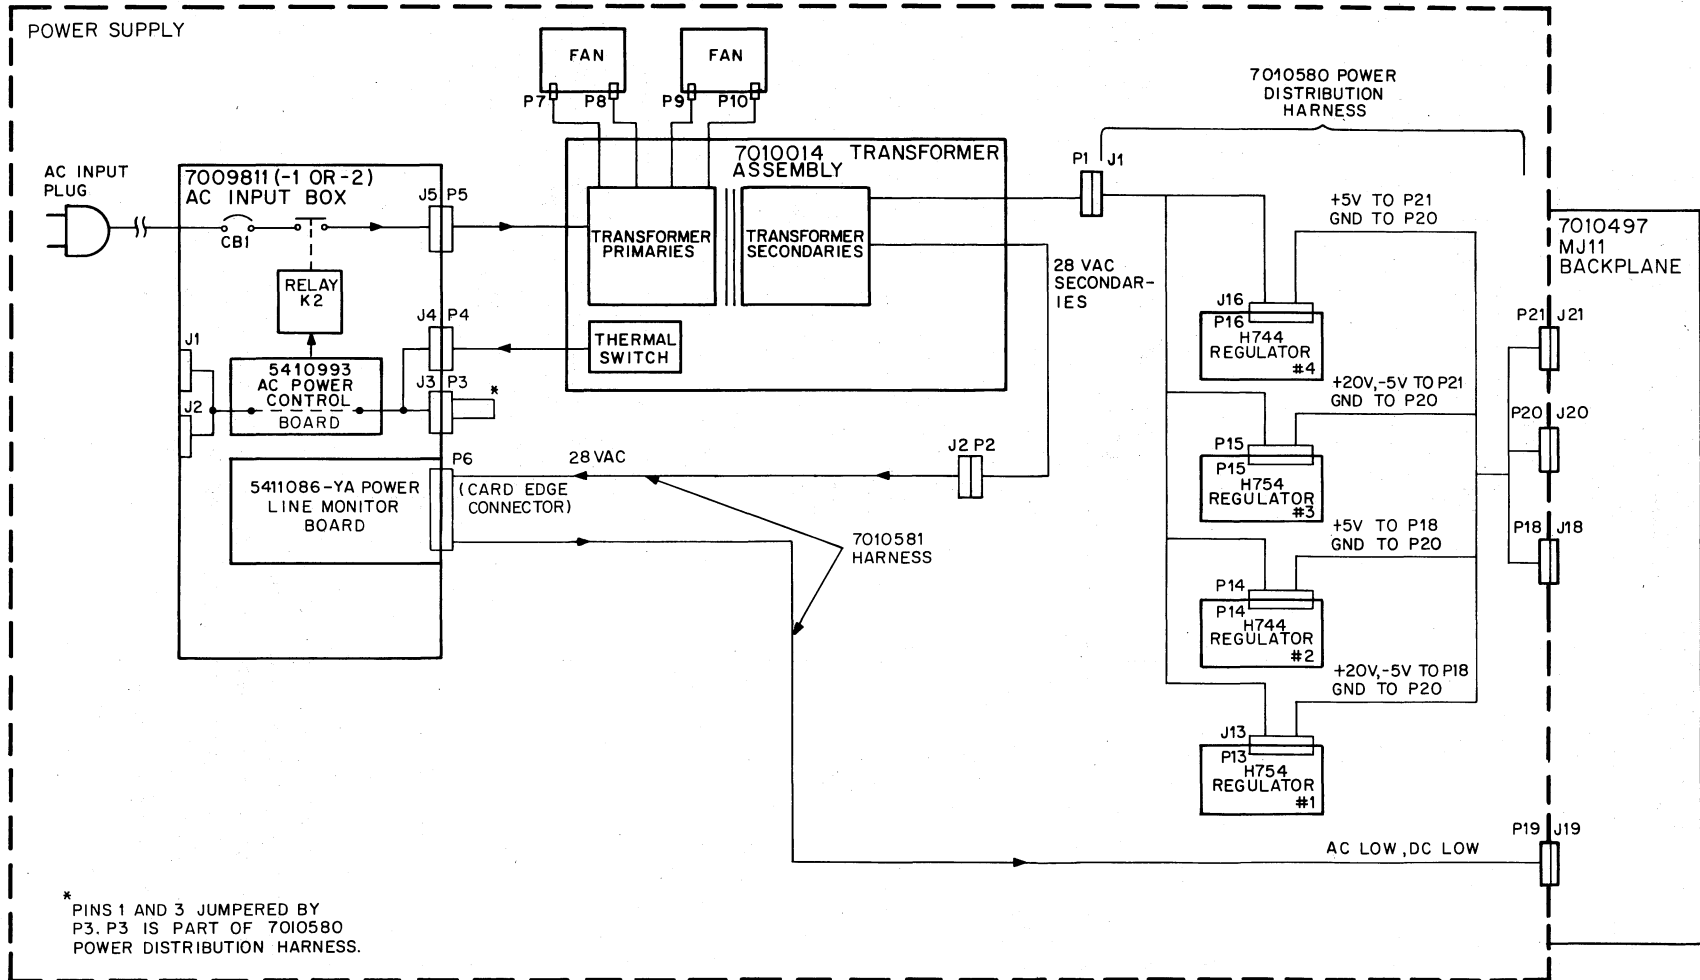 POWER SUPPLY
FAN
FAN
P7
P8
P9
P10
7010580 POWER
DISTRIBUTION
HARNESS
AC INPUT
PLUG
7009811 (-1 OR -2)
AC INPUT BOX
CB1
RELAY
K2
J5 P5
J4 P4
J3 P3
*
J1
J2
5410993
AC POWER
CONTROL
BOARD
5411086-YA POWER
LINE MONITOR
BOARD
P6
(CARD EDGE
CONNECTOR)
28 VAC
7010014 TRANSFORMER
ASSEMBLY
TRANSFORMER
PRIMARIES
TRANSFORMER
SECONDARIES
THERMAL
SWITCH
28 VAC
SECONDAR-
IES
J2 P2
7010581
HARNESS
P1 J1
+5V TO P21
GND TO P20
J16
P16
H744
REGULATOR
#4
+20V,-5V TO P21
GND TO P20
P15
P15
H754
REGULATOR
#3
+5V TO P18
GND TO P20
P14
P14
H744
REGULATOR
#2
+20V,-5V TO P18
GND TO P20
J13
P13
H754
REGULATOR
#1
7010497
MJ11
BACKPLANE
P21 J21
P20 J20
P18 J18
P19 J19
AC LOW, DC LOW
*
PINS 1 AND 3 JUMPERED BY
P3. P3 IS PART OF 7010580
POWER DISTRIBUTION HARNESS.